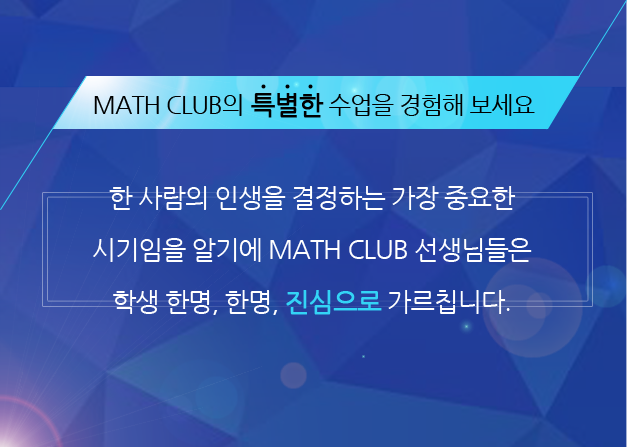 MATH CLUB의 특별한 수업을 경험해 보세요
한 사람의 인생을 결정하는 가장 중요한
시기임을 알기에 MATH CLUB 선생님들은
학생 한명, 한명, 진심으로 가르칩니다.